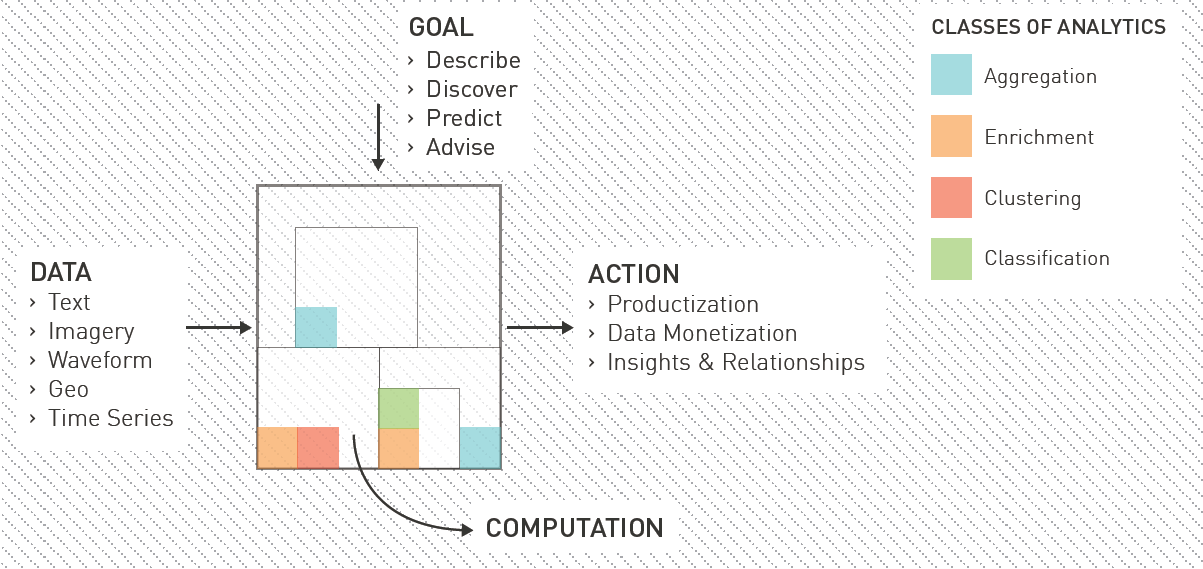 GOAL
› Describe
› Discover
› Predict
› Advise
CLASSES OF ANALYTICS
Aggregation
Enrichment
Clustering
Classification
DATA
› Text
› Imagery
› Waveform
› Geo
› Time Series
ACTION
› Productization
› Data Monetization
› Insights & Relationships
COMPUTATION